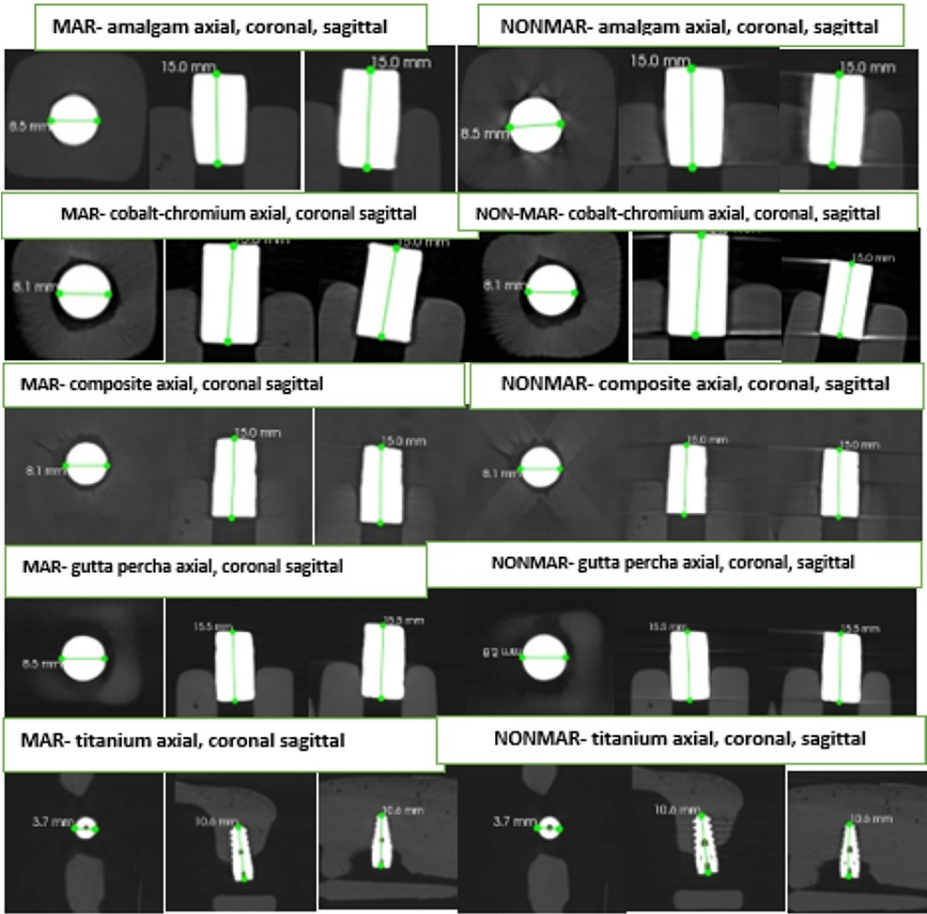 MAR- amalgam axial, coronal, sagittal
NONMAR- amalgam axial, coronal, sagittal
8.5 mm
15.0 mm
15.0 mm
8.5 mm
15.0 mm
15.0 mm
MAR- cobalt-chromium axial, coronal sagittal
NON-MAR- cobalt-chromium axial, coronal, sagittal
8.1 mm
15.0 mm
15.0 mm
8.1 mm
15.0 mm
MAR- composite axial, coronal sagittal
NONMAR- composite axial, coronal, sagittal
8.1 mm
15.0 mm
15.0 mm
8.1 mm
15.0 mm
15.0 mm
MAR- gutta percha axial, coronal sagittal
NONMAR- gutta percha axial, coronal, sagittal
8.5 mm
15.5 mm
15.5 mm
15.5 mm
15.5 mm
MAR- titanium axial, coronal sagittal
NONMAR- titanium axial, coronal, sagittal
3.7 mm
10.6 mm
10.6 mm
3.7 mm
10.6 mm
10.6 mm